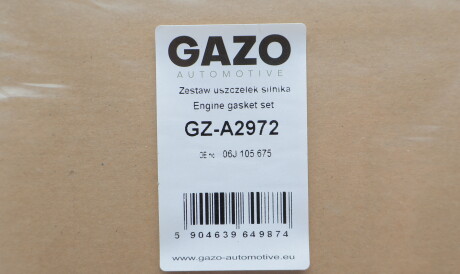 GAZO
AUTOMOTIVE
Zestaw uszczelek silnika
Engine gasket set
GZ-A2972
OE nr. 06J 105 675
5 904639 649874
www.gazo-automotive.eu